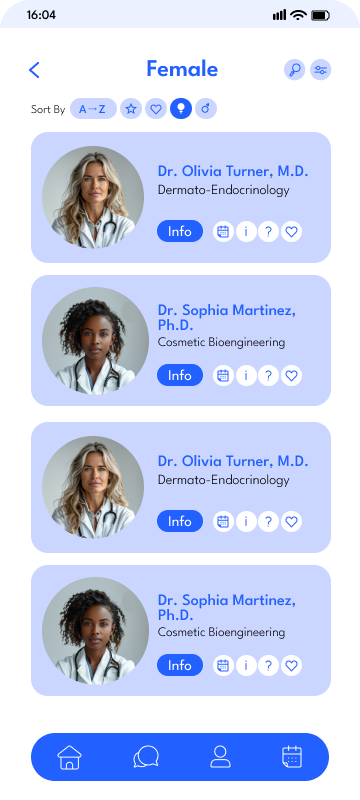 16:04
Female
Sort By A→Z
Dr. Olivia Turner, M.D.
Dermato-Endocrinology
Info i ?
Dr. Sophia Martinez,
Ph.D.
Cosmetic Bioengineering
Info i ?
Dr. Olivia Turner, M.D.
Dermato-Endocrinology
Info i ?
Dr. Sophia Martinez,
Ph.D.
Cosmetic Bioengineering
Info i ?